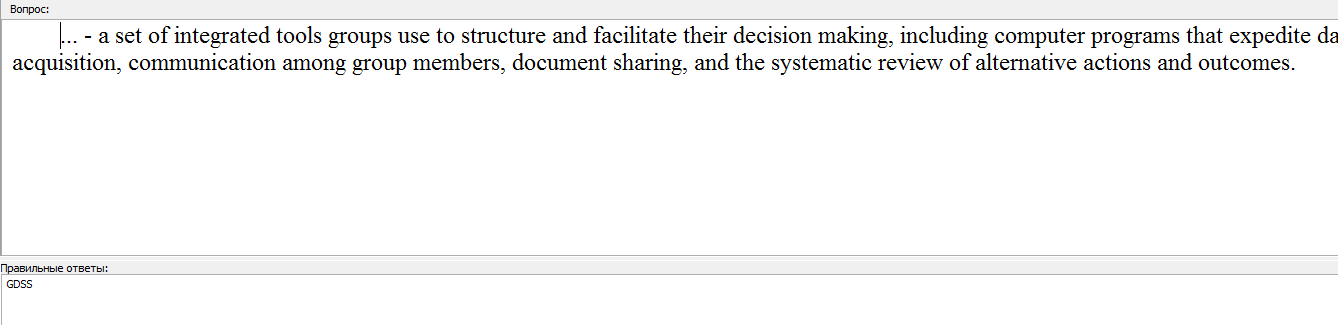 Вопрос:
... - a set of integrated tools groups use to structure and facilitate their decision making, including computer programs that expedite da
acquisition, communication among group members, document sharing, and the systematic review of alternative actions and outcomes.
Правильные ответы:
GDSS